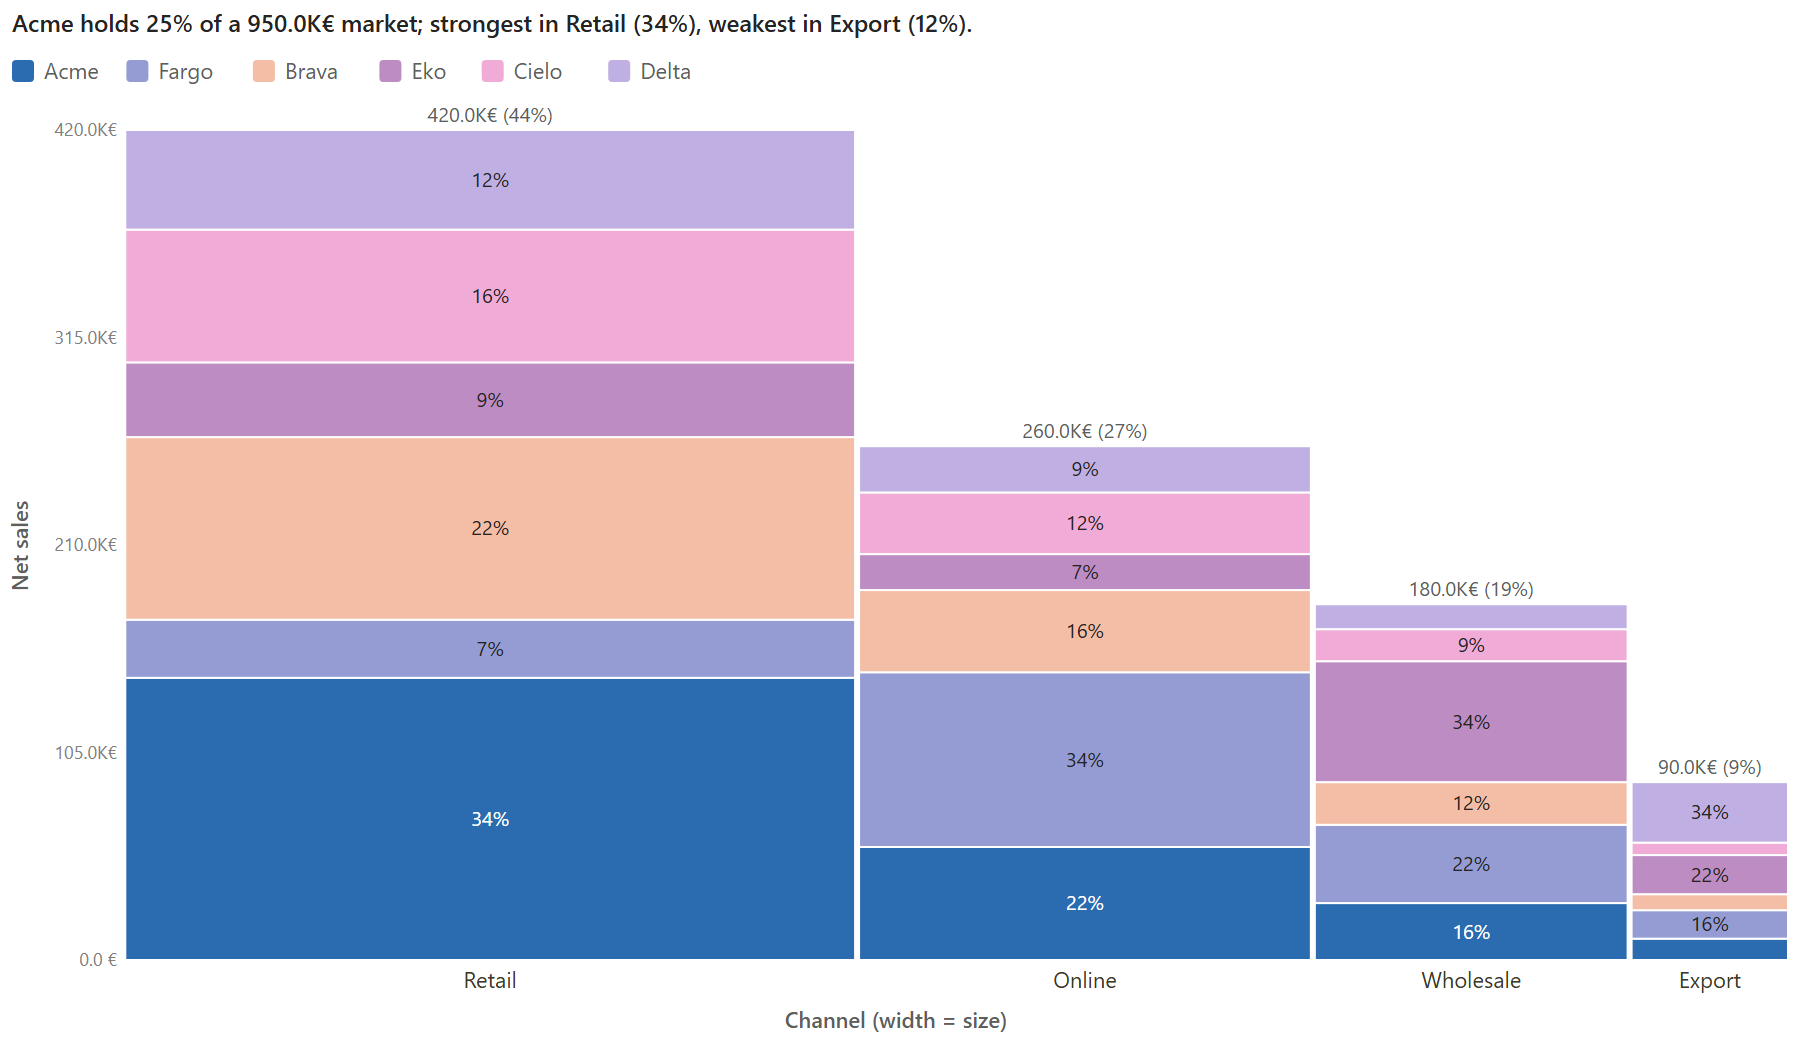 Acme holds 25% of a 950.0K€ market; strongest in Retail (34%), weakest in Export (12%).
Acme Fargo Brava Eko Cielo Delta
420.0K€ (44%)
420.0K€
12%
16%
315.0K€
9%
260.0K€ (27%)
9%
22%
12%
210.0K€
Net sales
7%
180.0K€ (19%)
16%
9%
7%
34%
34%
105.0K€
90.0K€ (9%)
12%
34%
34%
22%
22%
22%
16%
16%
0.0 €
Retail Online Wholesale Export
Channel (width = size)